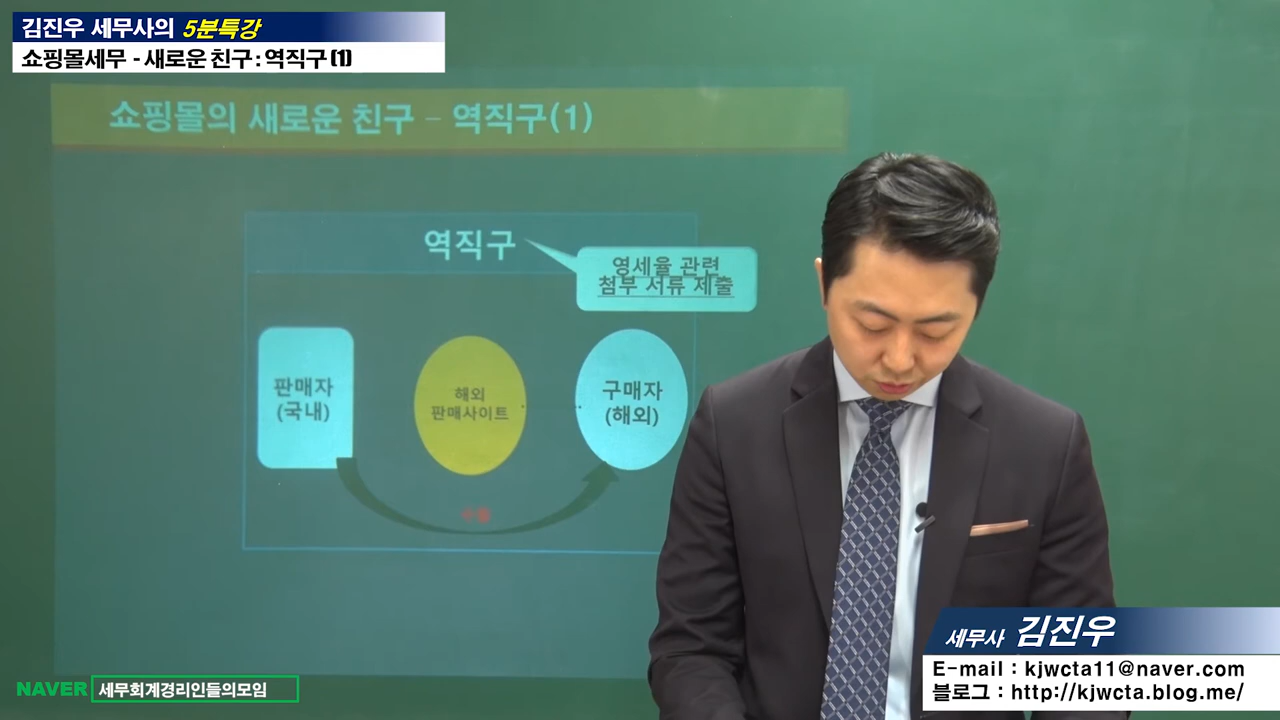 김진우 세무사의 5분특강
쇼핑몰세무 - 새로운 친구 : 역직구 (1)
쇼핑몰의 새로운 친구 – 역직구(1)
역직구
영세율 관련
첨부 서류 제출
판매자
(국내)
해외
판매사이트
구매자
(해외)
세무사 김진우
E-mail : kjwcta11@naver.com
블로그 : http://kjwcta.blog.me/
NAVER 세무회계경리인들의모임